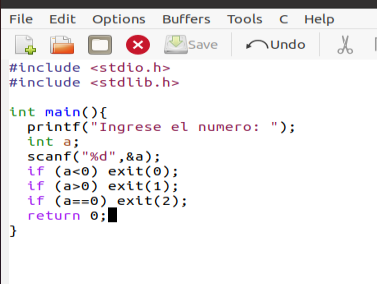 File Edit Options Buffers Tools C Help
Save Undo
#include <stdio.h>
#include <stdlib.h>
int main(){
printf("Ingrese el numero: ");
int a;
scanf("%d",&a);
if (a<0) exit(0);
if (a>0) exit(1);
if (a==0) exit(2);
return 0;
}